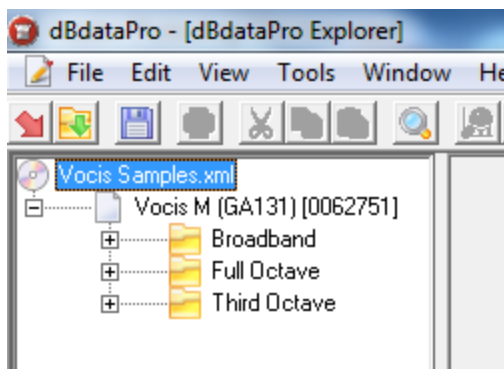 dBdataPro - [dBdataPro Explorer]
File Edit View Tools Window He
Vocis Samples.xml
Vocis M (GA131) [0062751]
Broadband
Full Octave
Third Octave